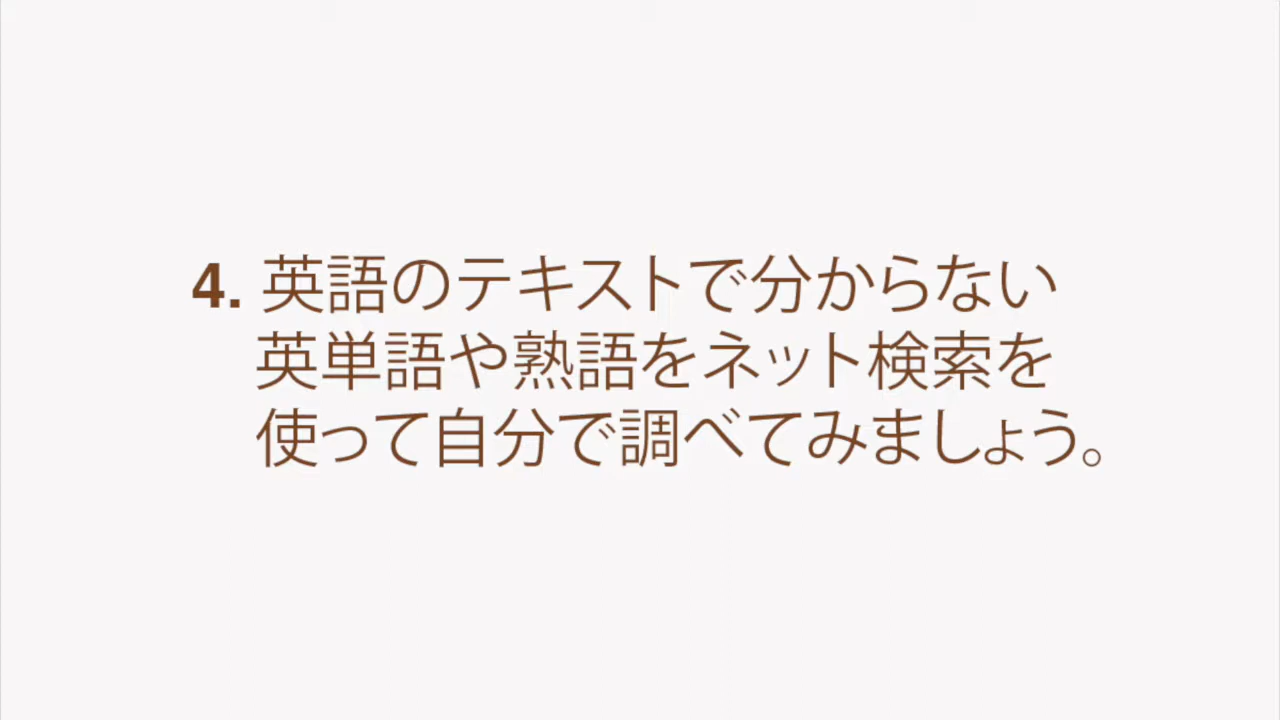 4. 英語のテキストで分からない
英単語や熟語をネット検索を
使って自分で調べてみましょう。